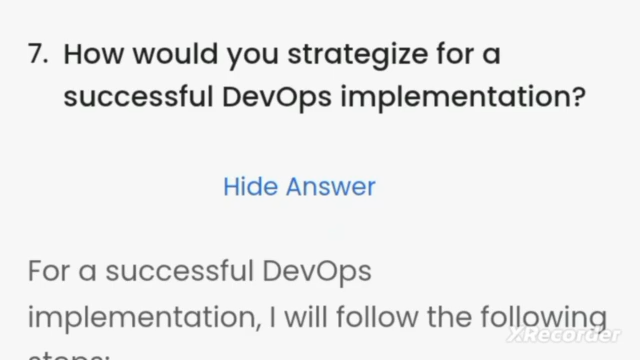 7. How would you strategize for a
successful DevOps implementation?
Hide Answer
For a successful DevOps
implementation, I will follow the following
steps:
XRecorder